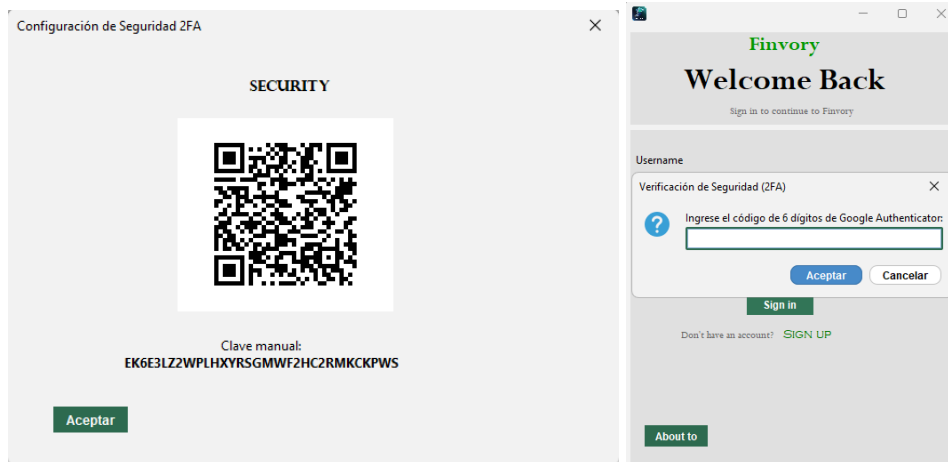 Configuración de Seguridad 2FA
SECURITY
Clave manual:
EK6E3LZ2WPLHXYRSGMWF2HC2RMKCKPWS
Aceptar
Finvory
Welcome Back
Sign in to continue to Finvory
Username
Verificación de Seguridad (2FA)
Ingrese el código de 6 dígitos de Google Authenticator:
Aceptar Cancelar
Sign in
Don't have an account? SIGN UP
About to